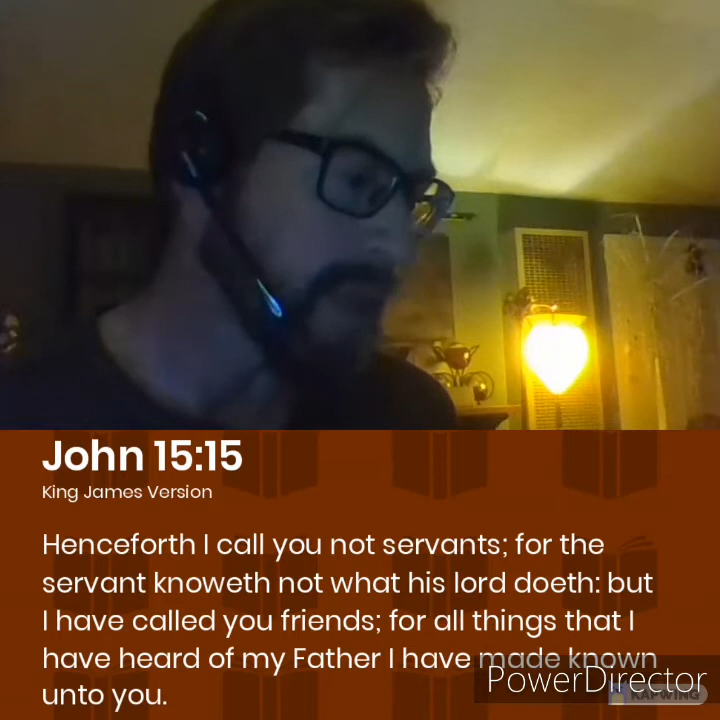 John 15:15
King James Version
Henceforth I call you not servants; for the
servant knoweth not what his lord doeth: but
I have called you friends; for all things that I
have heard of my Father I have made known
unto you.
PowerDirector
KAPWING